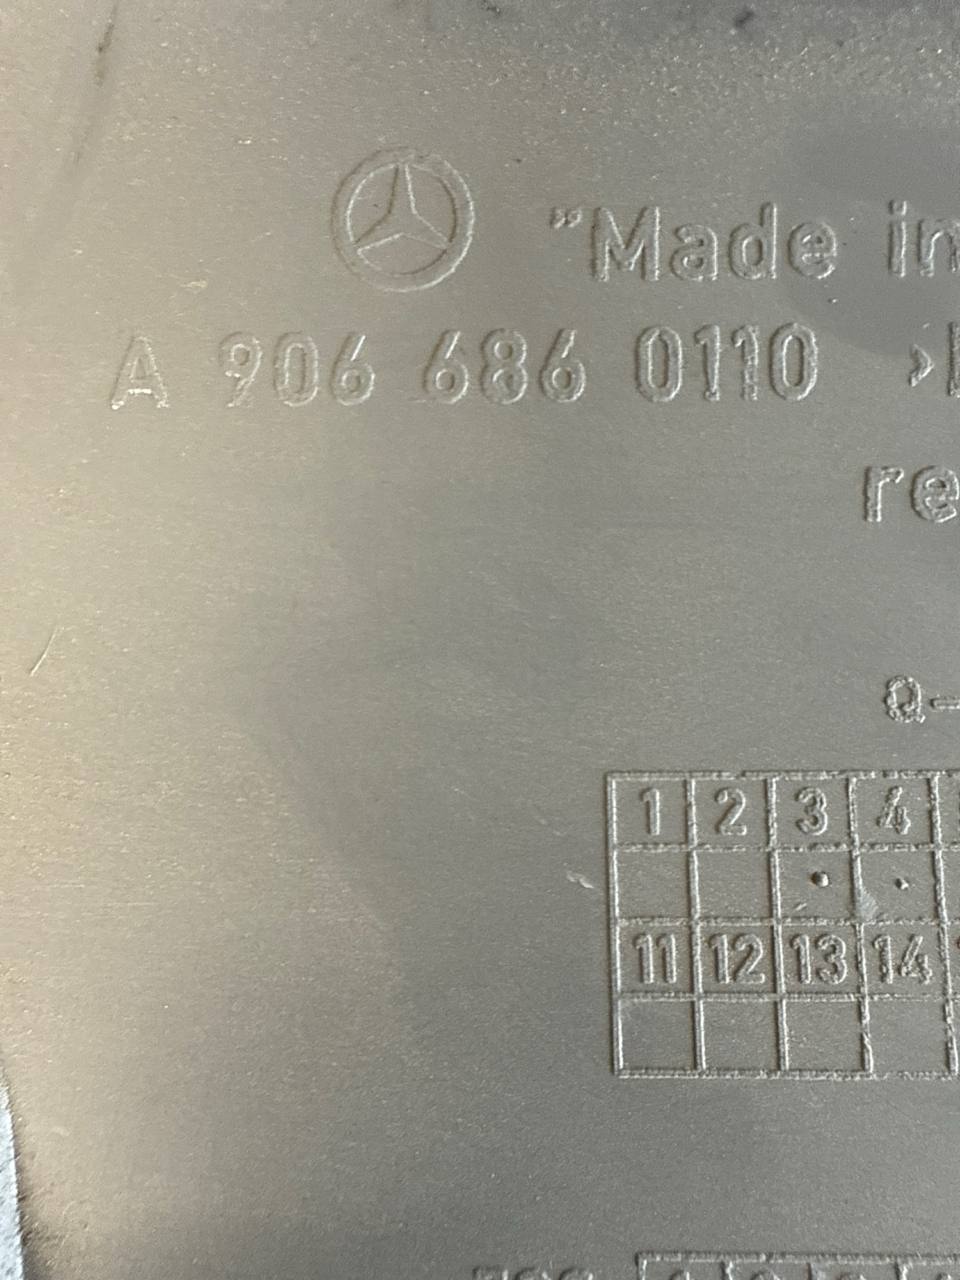 "Made in
A 906 686 0110 >
re
Q-
1 2 3 4
11 12 13 14